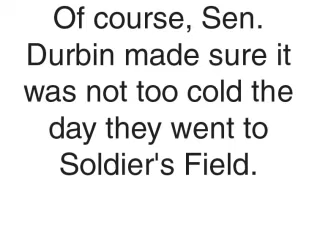 Of course, Sen.
Durbin made sure it
was not too cold the
day they went to
Soldier's Field.